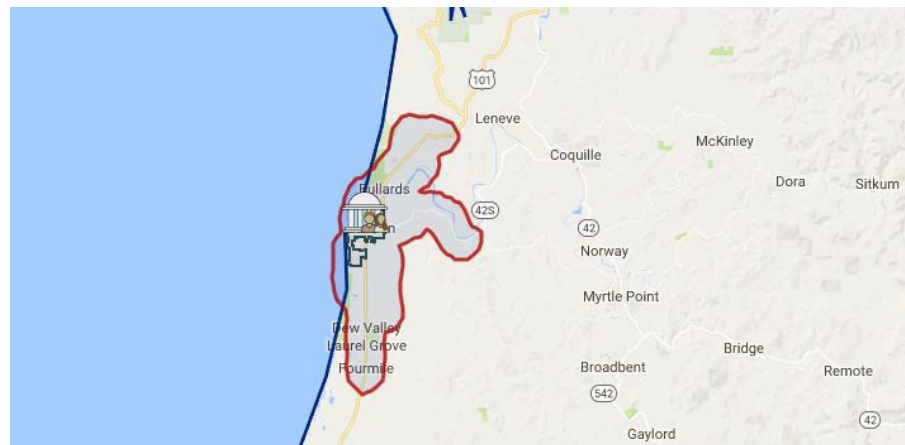 101
Leneve
McKinley
Coquille
Dora
Sitkum
Bullards
42S
42
Norway
Myrtle Point
Dew Valley
Laurel Grove
Bridge
Fourmile
Broadbent
Remote
542
42
Gaylord